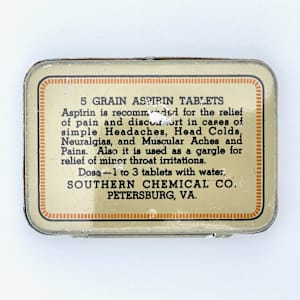 5 GRAIN ASPIRIN TABLETS
Aspirin is recommended for the relief
of pain and discomfort in cases of
simple Headaches, Head Colds,
Neuralgias, and Muscular Aches and
Pains. Also it is used as a gargle for
relief of minor throat irritations.
Dose—1 to 3 tablets with water.
SOUTHERN CHEMICAL CO.
PETERSBURG, VA.